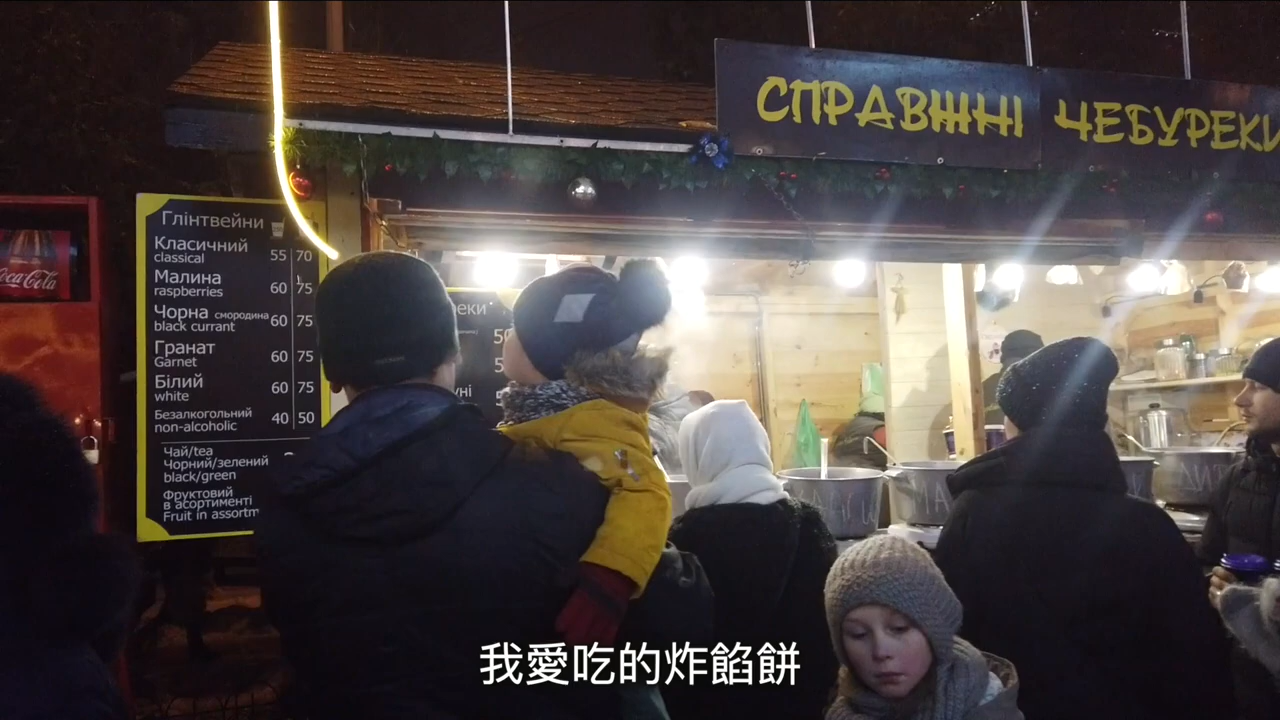 СПРАВЖНІ ЧЕБУРЕКИ
Coca-Cola
Глінтвейни
Класичний 55 70
classical
Малина 60 75
raspberries
Чорна смородина 60 75
black currant
Гранат 60 75
Garnet
Білий 60 75
white
Безалкогольний 40 50
non-alcoholic
Чай/tea
Чорний/зелений
black/green
Фруктовий
в асортименті
Fruit in assortm
我愛吃的炸餡餅